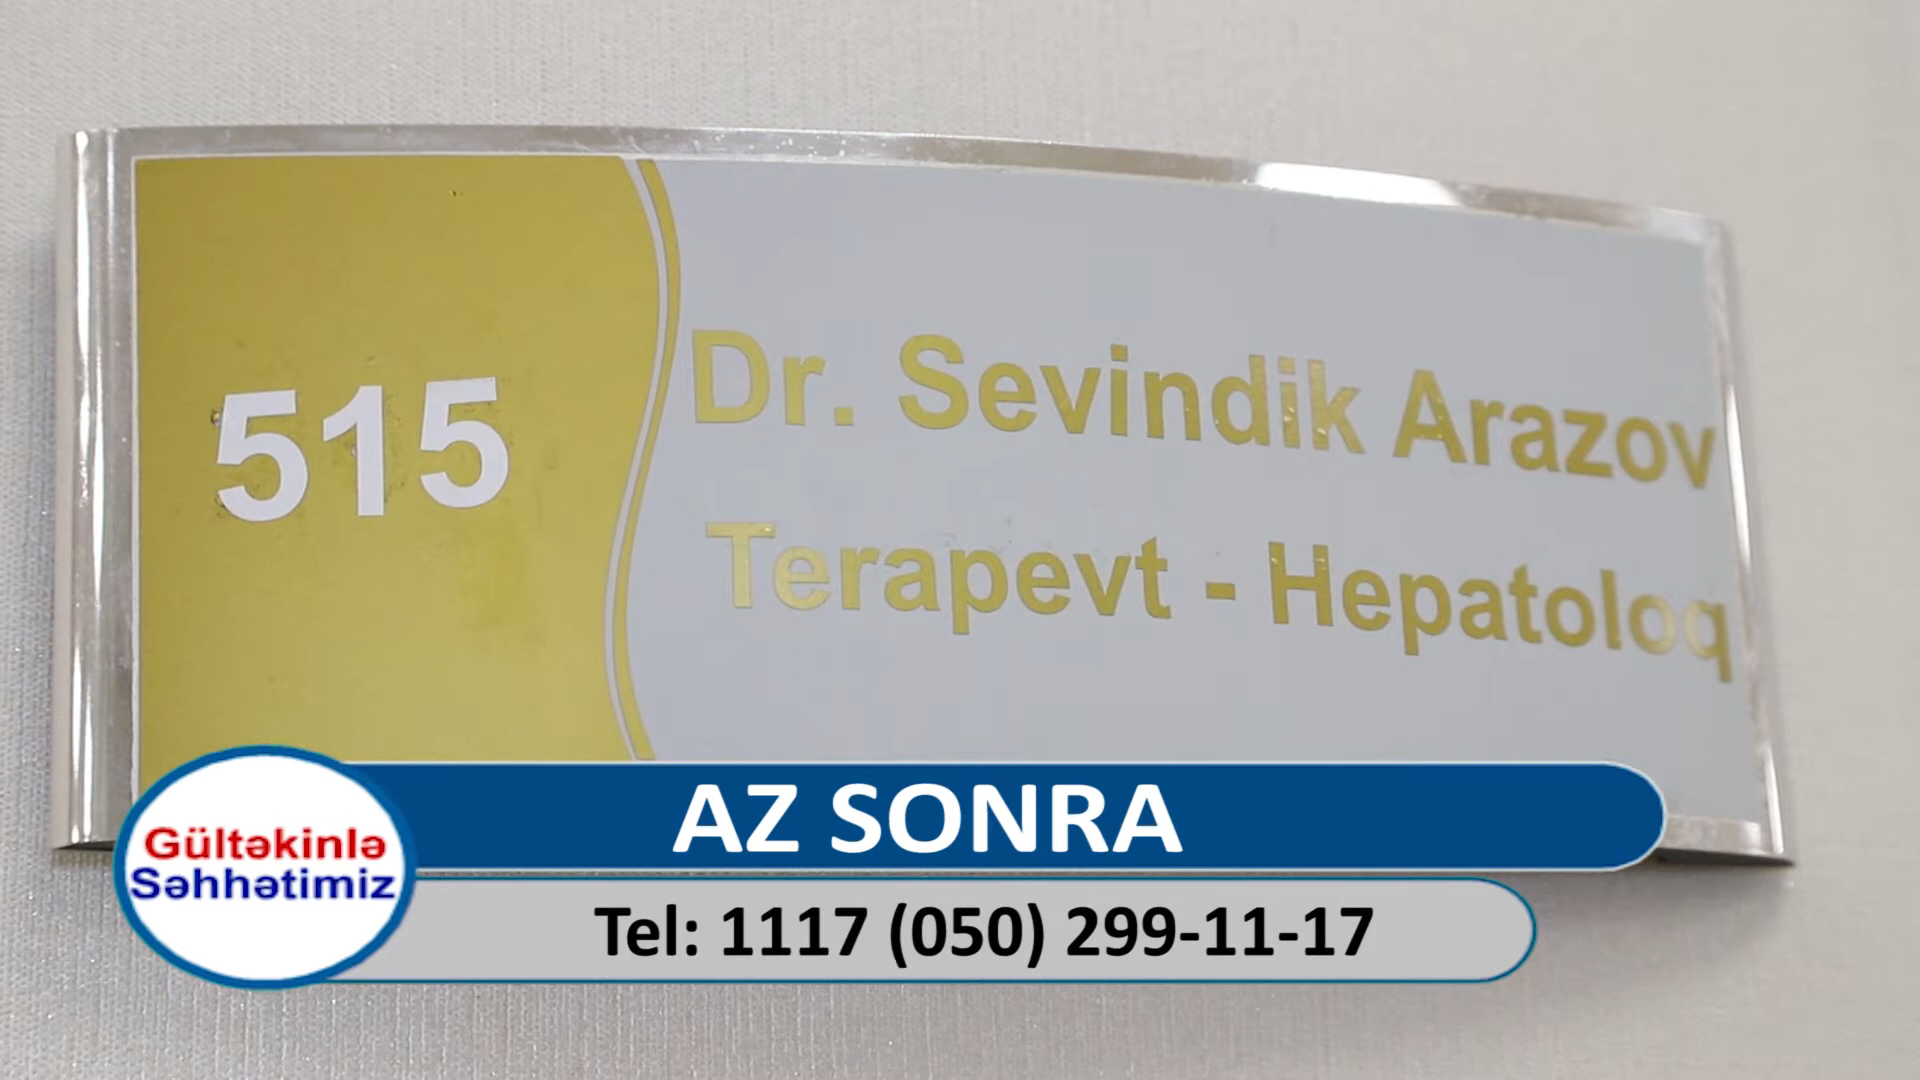 515
Dr. Sevindik Arazov
Terapevt - Hepatoloq
AZ SONRA
Gültəkinlə
Səhhətimiz
Tel: 1117 (050) 299-11-17